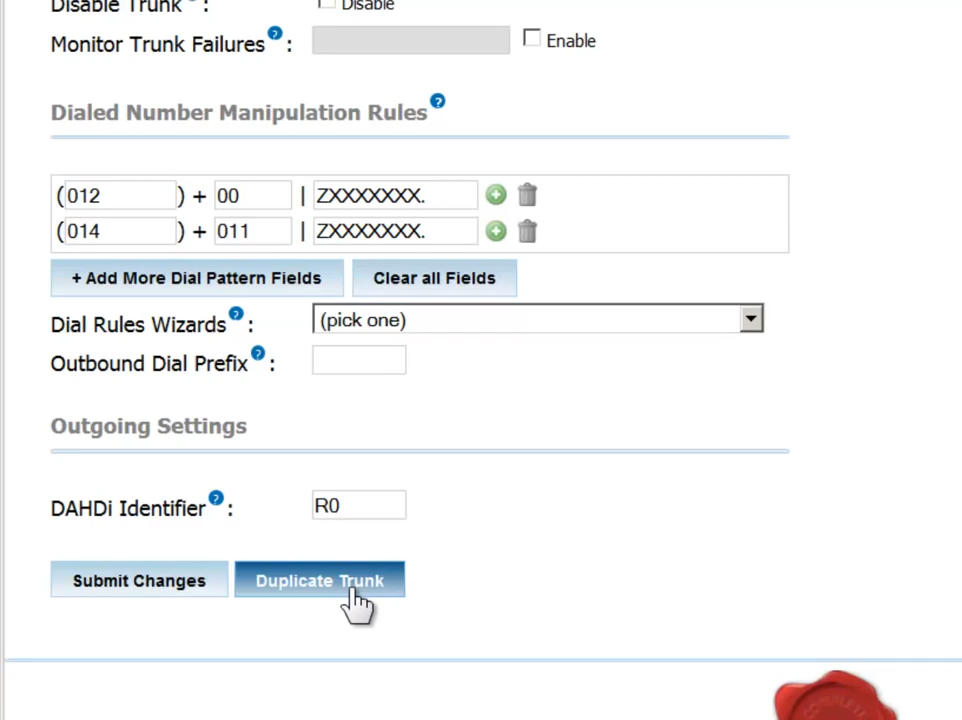 Disable Trunk ? : Disable
Monitor Trunk Failures ? : Enable
Dialed Number Manipulation Rules ?
(012) + 00 | ZXXXXXXX.
(014) + 011 | ZXXXXXXX.
+ Add More Dial Pattern Fields Clear all Fields
Dial Rules Wizards ? : (pick one)
Outbound Dial Prefix ? :
Outgoing Settings
DAHDi Identifier ? : R0
Submit Changes Duplicate Trunk